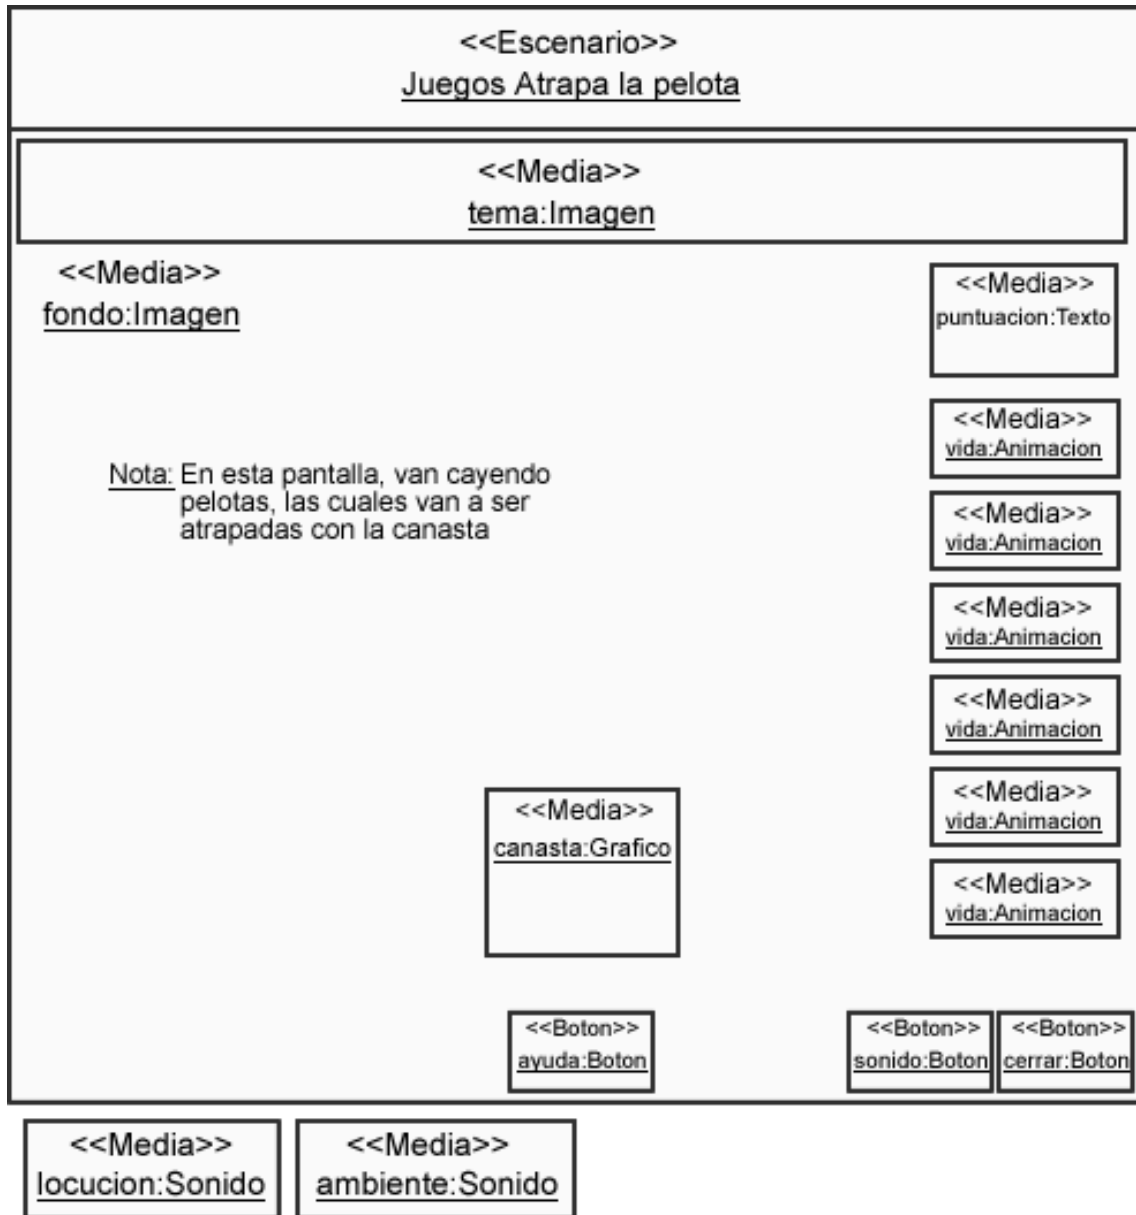 <<Escenario>>
Juegos Atrapa la pelota
<<Media>>
tema:Imagen
<<Media>>
fondo:Imagen
<<Media>>
puntuacion:Texto
<<Media>>
vida:Animacion
Nota: En esta pantalla, van cayendo
pelotas, las cuales van a ser
atrapadas con la canasta
<<Media>>
vida:Animacion
<<Media>>
vida:Animacion
<<Media>>
vida:Animacion
<<Media>>
vida:Animacion
<<Media>>
vida:Animacion
<<Media>>
canasta:Grafico
<<Boton>>
ayuda:Boton
<<Boton>>
sonido:Boton
<<Boton>>
cerrar:Boton
<<Media>>
locucion:Sonido
<<Media>>
ambiente:Sonido